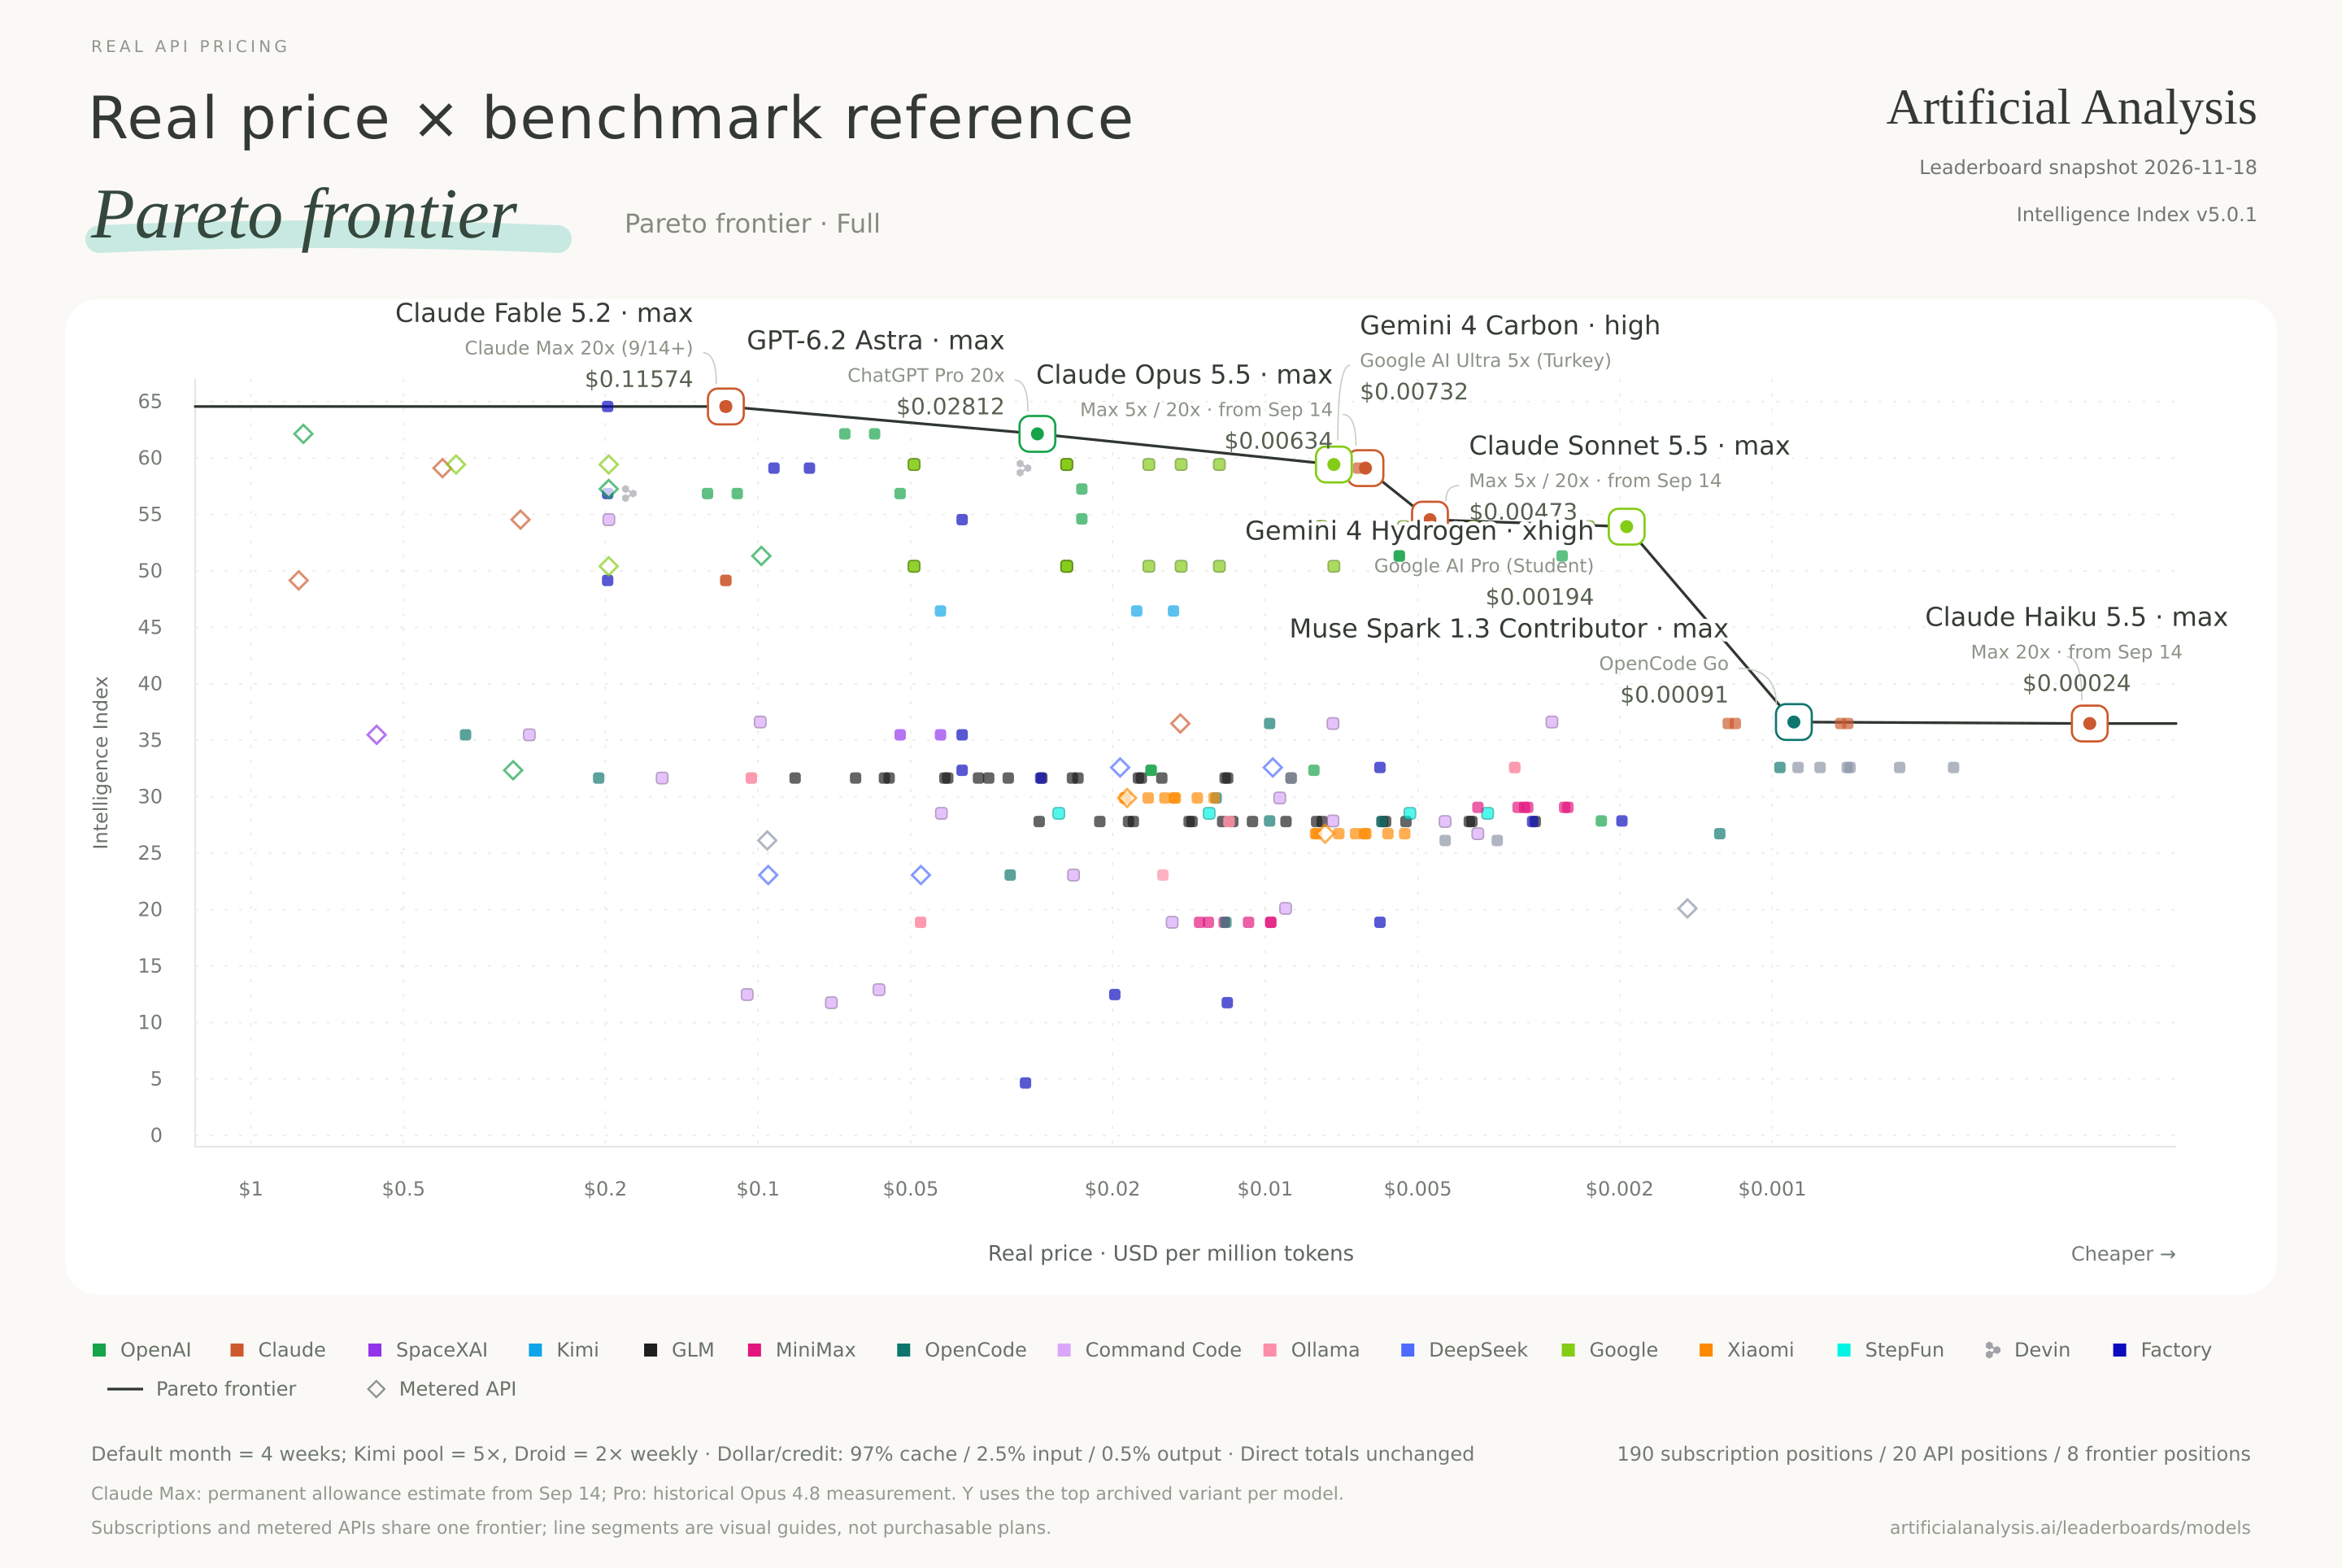 REAL API PRICING
Real price × benchmark reference
Pareto frontier
Pareto frontier · Full
Artificial Analysis
Leaderboard snapshot 2026-11-18
Intelligence Index v5.0.1
Claude Fable 5.2 · max
Claude Max 20x (9/14+)
$0.11574
GPT-6.2 Astra · max
ChatGPT Pro 20x
$0.02812
Claude Opus 5.5 · max
Max 5x / 20x · from Sep 14
$0.00634
Gemini 4 Carbon · high
Google AI Ultra 5x (Turkey)
$0.00732
Claude Sonnet 5.5 · max
Max 5x / 20x · from Sep 14
$0.00473
Gemini 4 Hydrogen · xhigh
Google AI Pro (Student)
$0.00194
Muse Spark 1.3 Contributor · max
OpenCode Go
$0.00091
Claude Haiku 5.5 · max
Max 20x · from Sep 14
$0.00024
Intelligence Index
65
60
55
50
45
40
35
30
25
20
15
10
5
0
$1
$0.5
$0.2
$0.1
$0.05
$0.02
$0.01
$0.005
$0.002
$0.001
Real price · USD per million tokens
Cheaper →
OpenAI
Claude
SpaceXAI
Kimi
GLM
MiniMax
OpenCode
Command Code
Ollama
DeepSeek
Google
Xiaomi
StepFun
Devin
Factory
Pareto frontier
Metered API
Default month = 4 weeks; Kimi pool = 5×, Droid = 2× weekly · Dollar/credit: 97% cache / 2.5% input / 0.5% output · Direct totals unchanged
190 subscription positions / 20 API positions / 8 frontier positions
Claude Max: permanent allowance estimate from Sep 14; Pro: historical Opus 4.8 measurement. Y uses the top archived variant per model.
Subscriptions and metered APIs share one frontier; line segments are visual guides, not purchasable plans.
artificialanalysis.ai/leaderboards/models